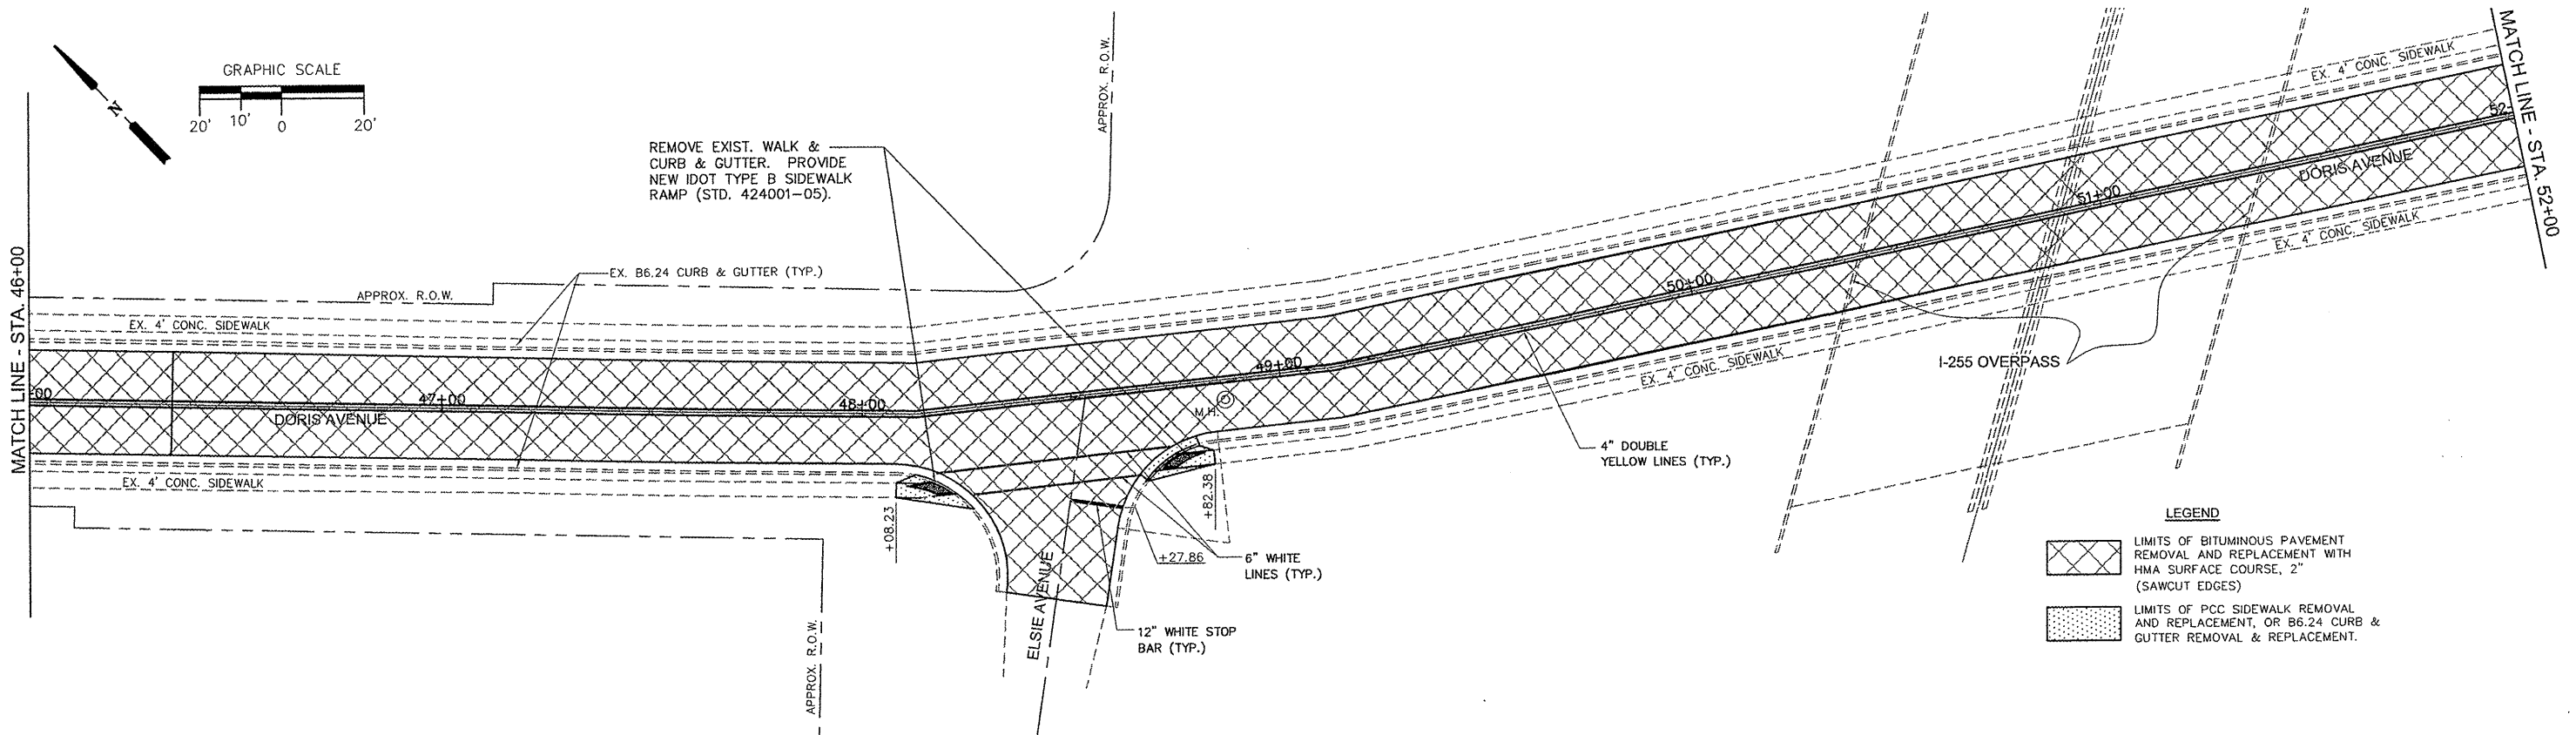 GRAPHIC SCALE
20' 10' 0 20'
N
MATCH LINE - STA. 46+00
MATCH LINE - STA. 52+00
REMOVE EXIST. WALK &
CURB & GUTTER. PROVIDE
NEW IDOT TYPE B SIDEWALK
RAMP (STD. 424001-05).
APPROX. R.O.W.
EX. 4' CONC. SIDEWALK
EX. B6.24 CURB & GUTTER (TYP.)
APPROX. R.O.W.
EX. 4' CONC. SIDEWALK
00
47+00
48+00
49+00
50+00
51+00
52
DORIS AVENUE
DORIS AVENUE
M.H.
EX. 4' CONC. SIDEWALK
EX. 4' CONC. SIDEWALK
EX. 4' CONC. SIDEWALK
I-255 OVERPASS
4" DOUBLE
YELLOW LINES (TYP.)
+08.23
+82.38
+27.86
6" WHITE
LINES (TYP.)
12" WHITE STOP
BAR (TYP.)
ELSIE AVENUE
APPROX. R.O.W.
LEGEND
LIMITS OF BITUMINOUS PAVEMENT
REMOVAL AND REPLACEMENT WITH
HMA SURFACE COURSE, 2"
(SAWCUT EDGES)
LIMITS OF PCC SIDEWALK REMOVAL
AND REPLACEMENT, OR B6.24 CURB &
GUTTER REMOVAL & REPLACEMENT.